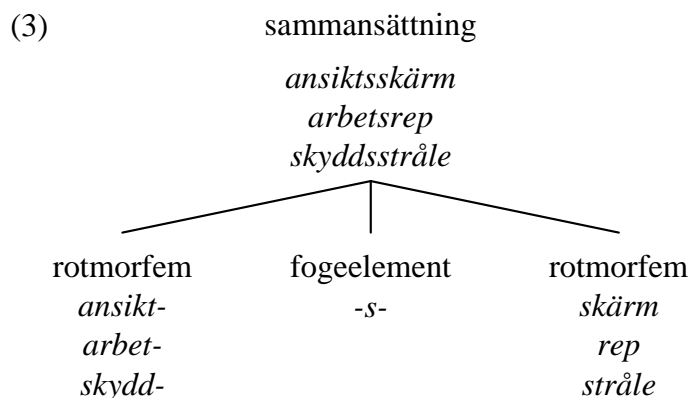 (3) sammansättning
ansiktsskärm
arbetsrep
skyddsstråle
rotmorfem fogeelement rotmorfem
ansikt- -s- skärm
arbet- rep
skydd- stråle